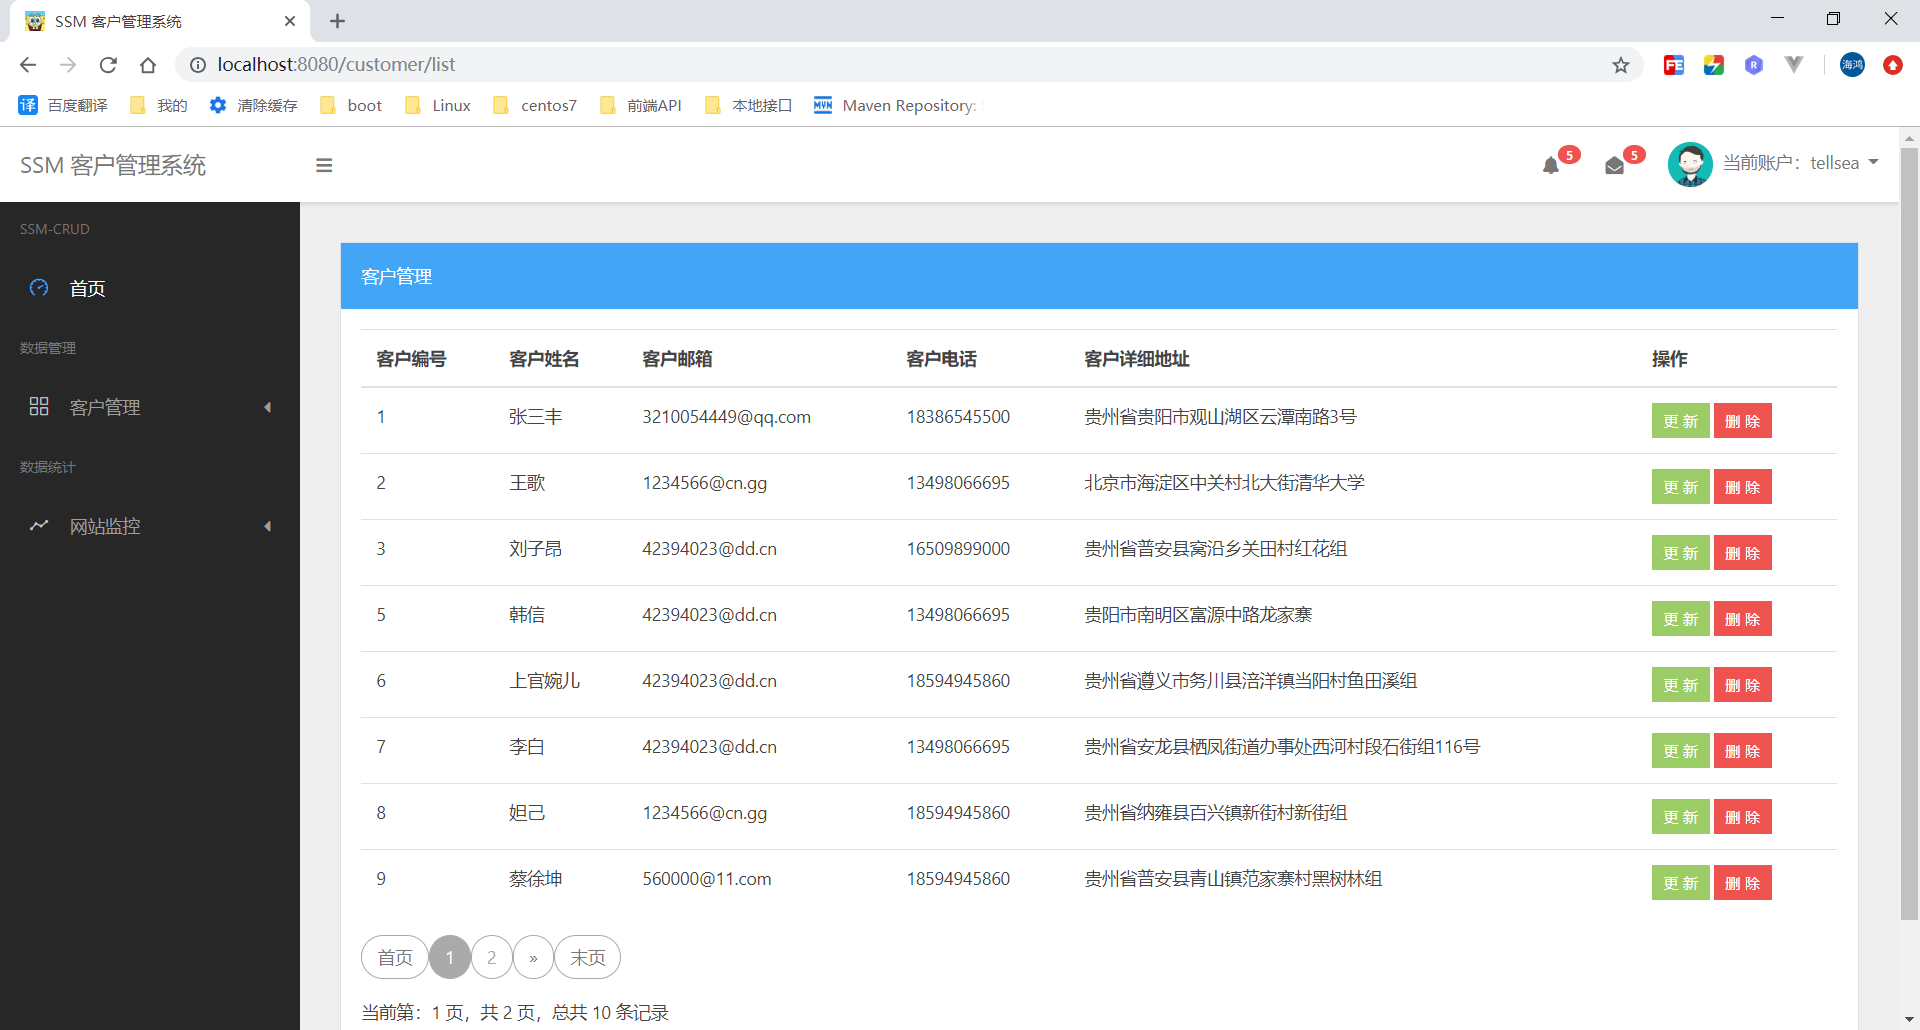 SSM 客户管理系统
localhost:8080/customer/list
FE
R
海鸿
译 百度翻译 我的 清除缓存 boot Linux centos7 前端API 本地接口 MVN Maven Repository:
SSM 客户管理系统
5 5 当前账户：tellsea
SSM-CRUD
首页
数据管理
客户管理
数据统计
网站监控
客户管理
客户编号 客户姓名 客户邮箱 客户电话 客户详细地址 操作
1 张三丰 3210054449@qq.com 18386545500 贵州省贵阳市观山湖区云潭南路3号 更 新 删 除
2 王歌 1234566@cn.gg 13498066695 北京市海淀区中关村北大街清华大学 更 新 删 除
3 刘子昂 42394023@dd.cn 16509899000 贵州省普安县窝沿乡关田村红花组 更 新 删 除
5 韩信 42394023@dd.cn 13498066695 贵阳市南明区富源中路龙家寨 更 新 删 除
6 上官婉儿 42394023@dd.cn 18594945860 贵州省遵义市务川县涪洋镇当阳村鱼田溪组 更 新 删 除
7 李白 42394023@dd.cn 13498066695 贵州省安龙县栖凤街道办事处西河村段石街组116号 更 新 删 除
8 妲己 1234566@cn.gg 18594945860 贵州省纳雍县百兴镇新街村新街组 更 新 删 除
9 蔡徐坤 560000@11.com 18594945860 贵州省普安县青山镇范家寨村黑树林组 更 新 删 除
首页 1 2 » 末页
当前第：1 页，共 2 页，总共 10 条记录